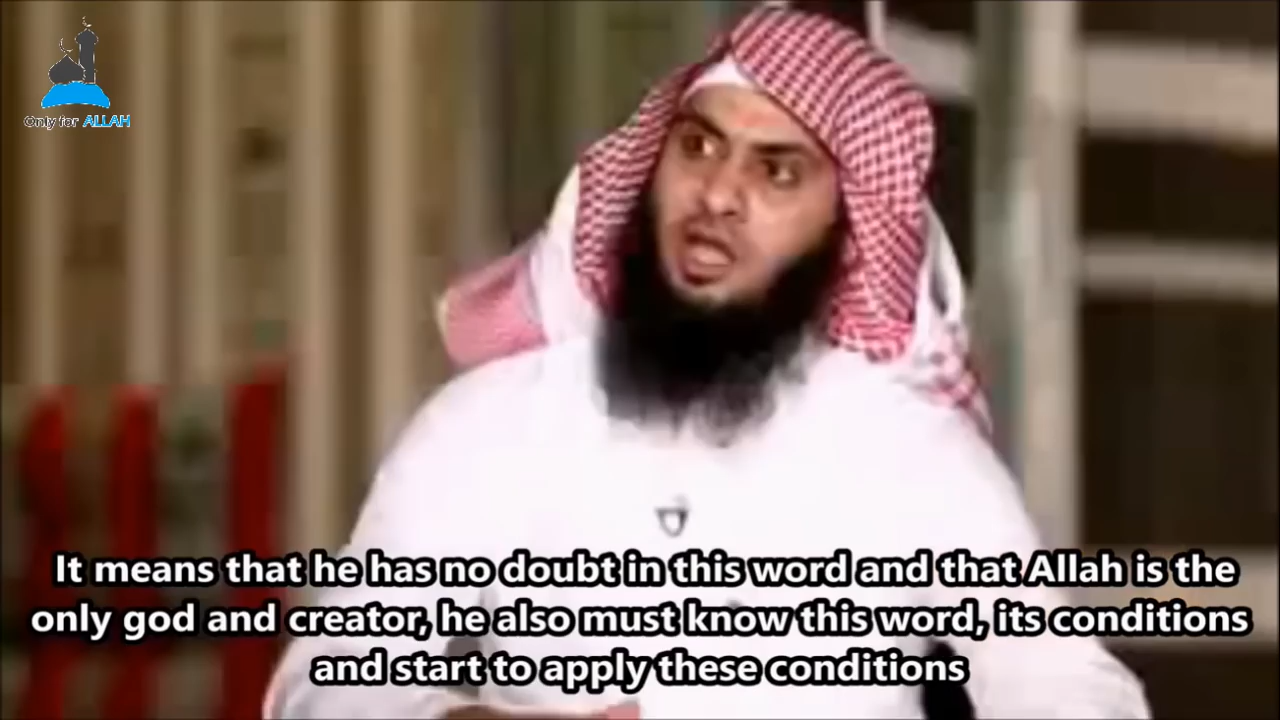 Only for ALLAH
It means that he has no doubt in this word and that Allah is the
only god and creator, he also must know this word, its conditions
and start to apply these conditions